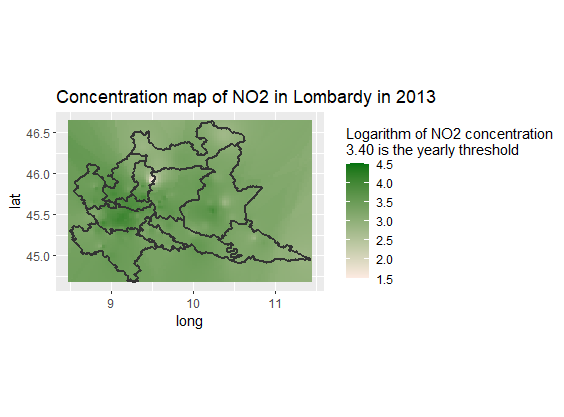 Concentration map of NO2 in Lombardy in 2013
Logarithm of NO2 concentration
3.40 is the yearly threshold
4.5
4.0
3.5
3.0
2.5
2.0
1.5
lat
46.5
46.0
45.5
45.0
9
10
11
long